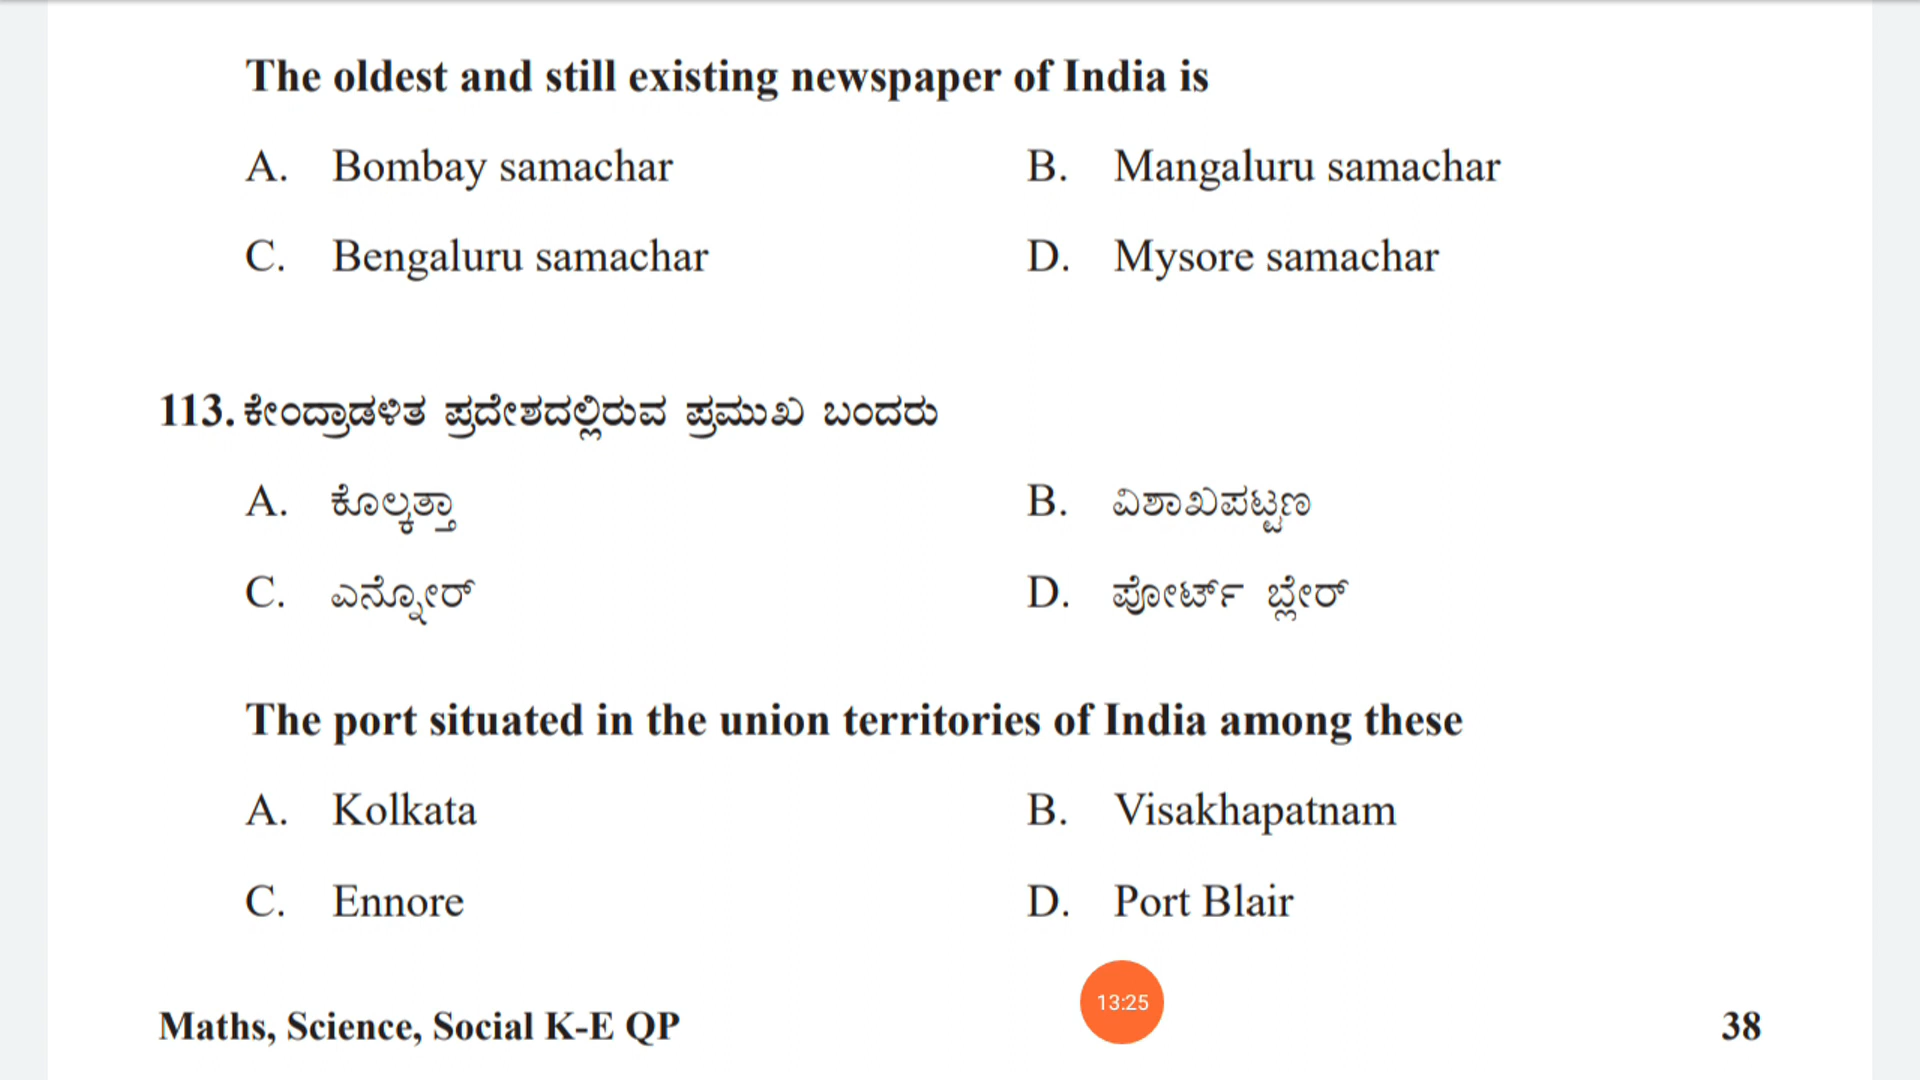 The oldest and still existing newspaper of India is
A. Bombay samachar B. Mangaluru samachar
C. Bengaluru samachar D. Mysore samachar
113. ಕೇಂದ್ರಾಡಳಿತ ಪ್ರದೇಶದಲ್ಲಿರುವ ಪ್ರಮುಖ ಬಂದರು
A. ಕೊಲ್ಕತ್ತಾ B. ವಿಶಾಖಪಟ್ಟಣ
C. ಎನ್ನೋರ್ D. ಪೋರ್ಟ್ ಬ್ಲೇರ್
The port situated in the union territories of India among these
A. Kolkata B. Visakhapatnam
C. Ennore D. Port Blair
13:25
Maths, Science, Social K-E QP 38